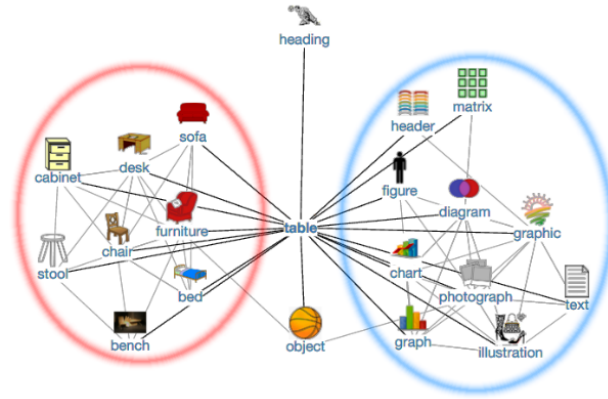 heading
sofa
matrix
header
desk
cabinet
figure
diagram
furniture
table
graphic
chair
stool
chart
bed
photograph
text
bench
object
graph
illustration